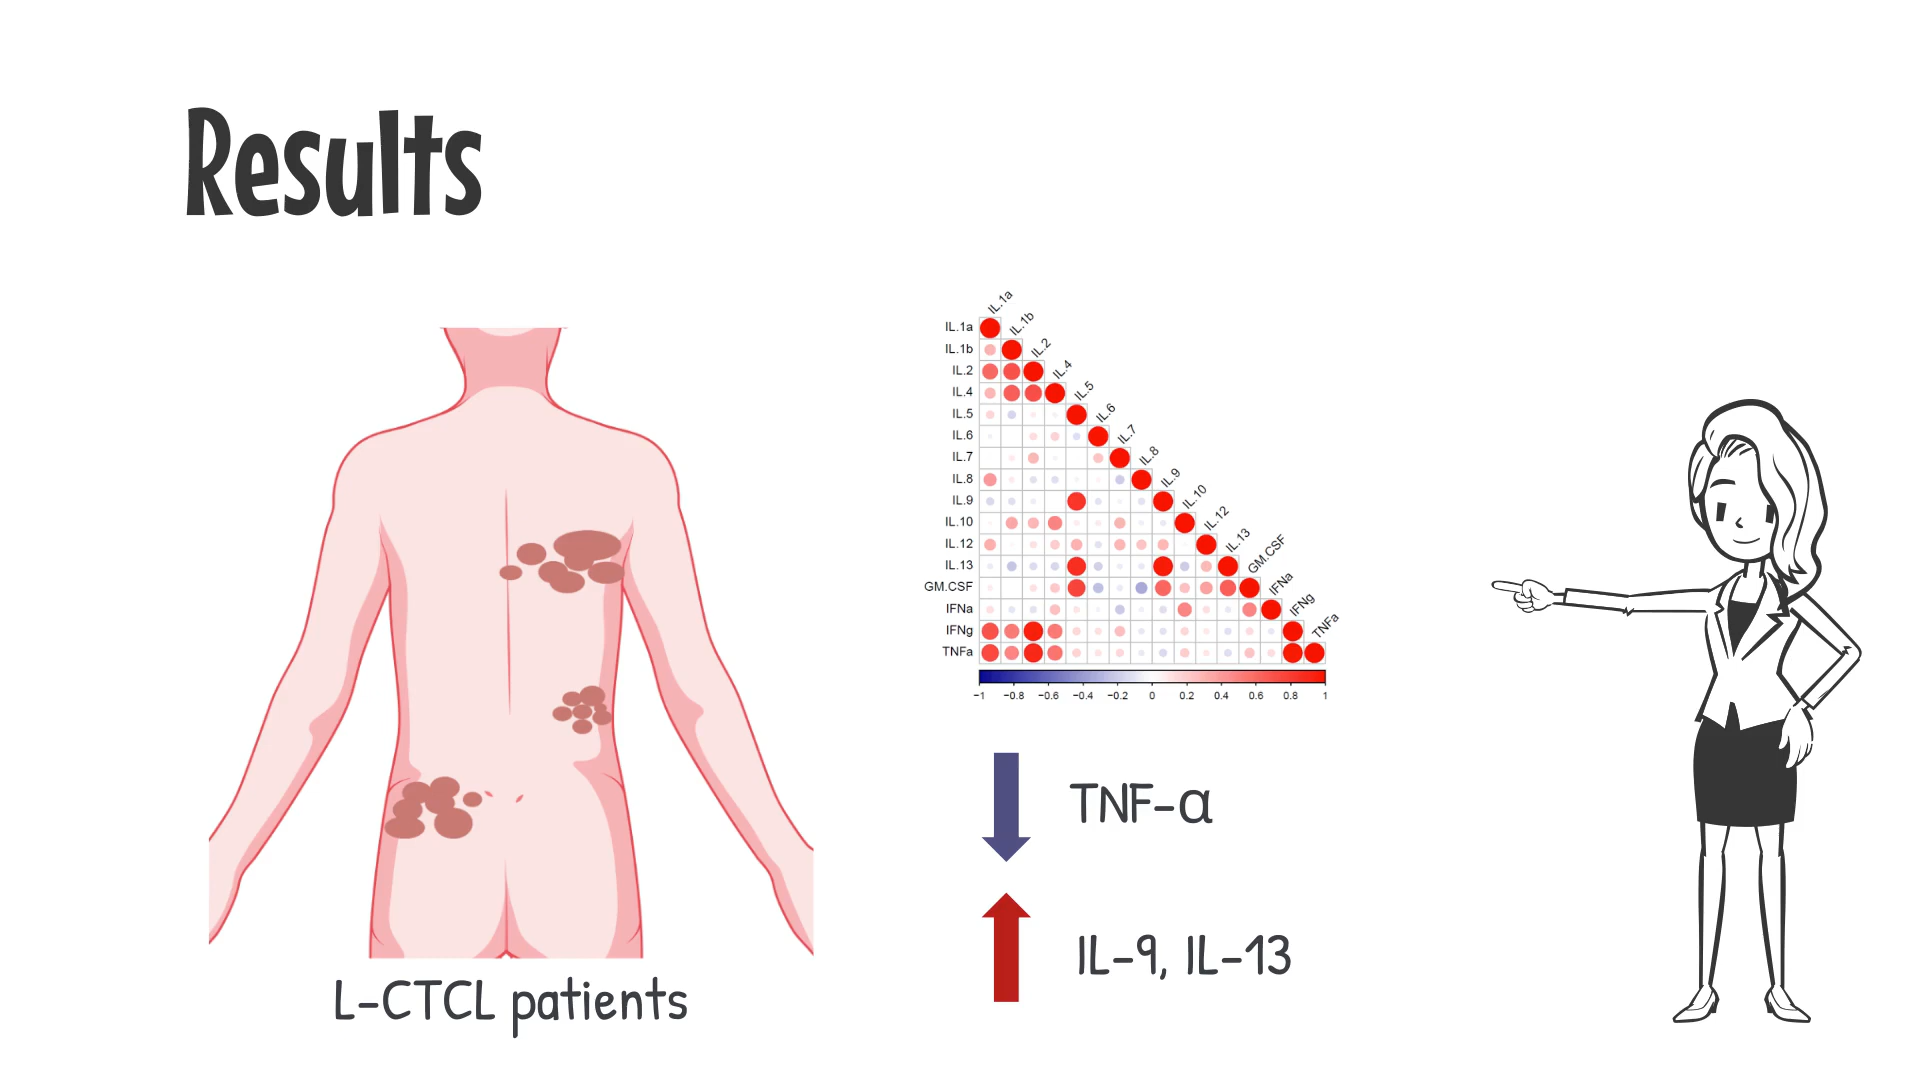 Results
IL.1a
IL.1b
IL.2
IL.4
IL.5
IL.6
IL.7
IL.8
IL.9
IL.10
IL.12
IL.13
GM.CSF
IFNa
IFNg
TNFa
IL.1a
IL.1b
IL.2
IL.4
IL.5
IL.6
IL.7
IL.8
IL.9
IL.10
IL.12
IL.13
GM.CSF
IFNa
IFNg
TNFa
−1 −0.8 −0.6 −0.4 −0.2 0 0.2 0.4 0.6 0.8 1
TNF-α
IL-9, IL-13
L-CTCL patients